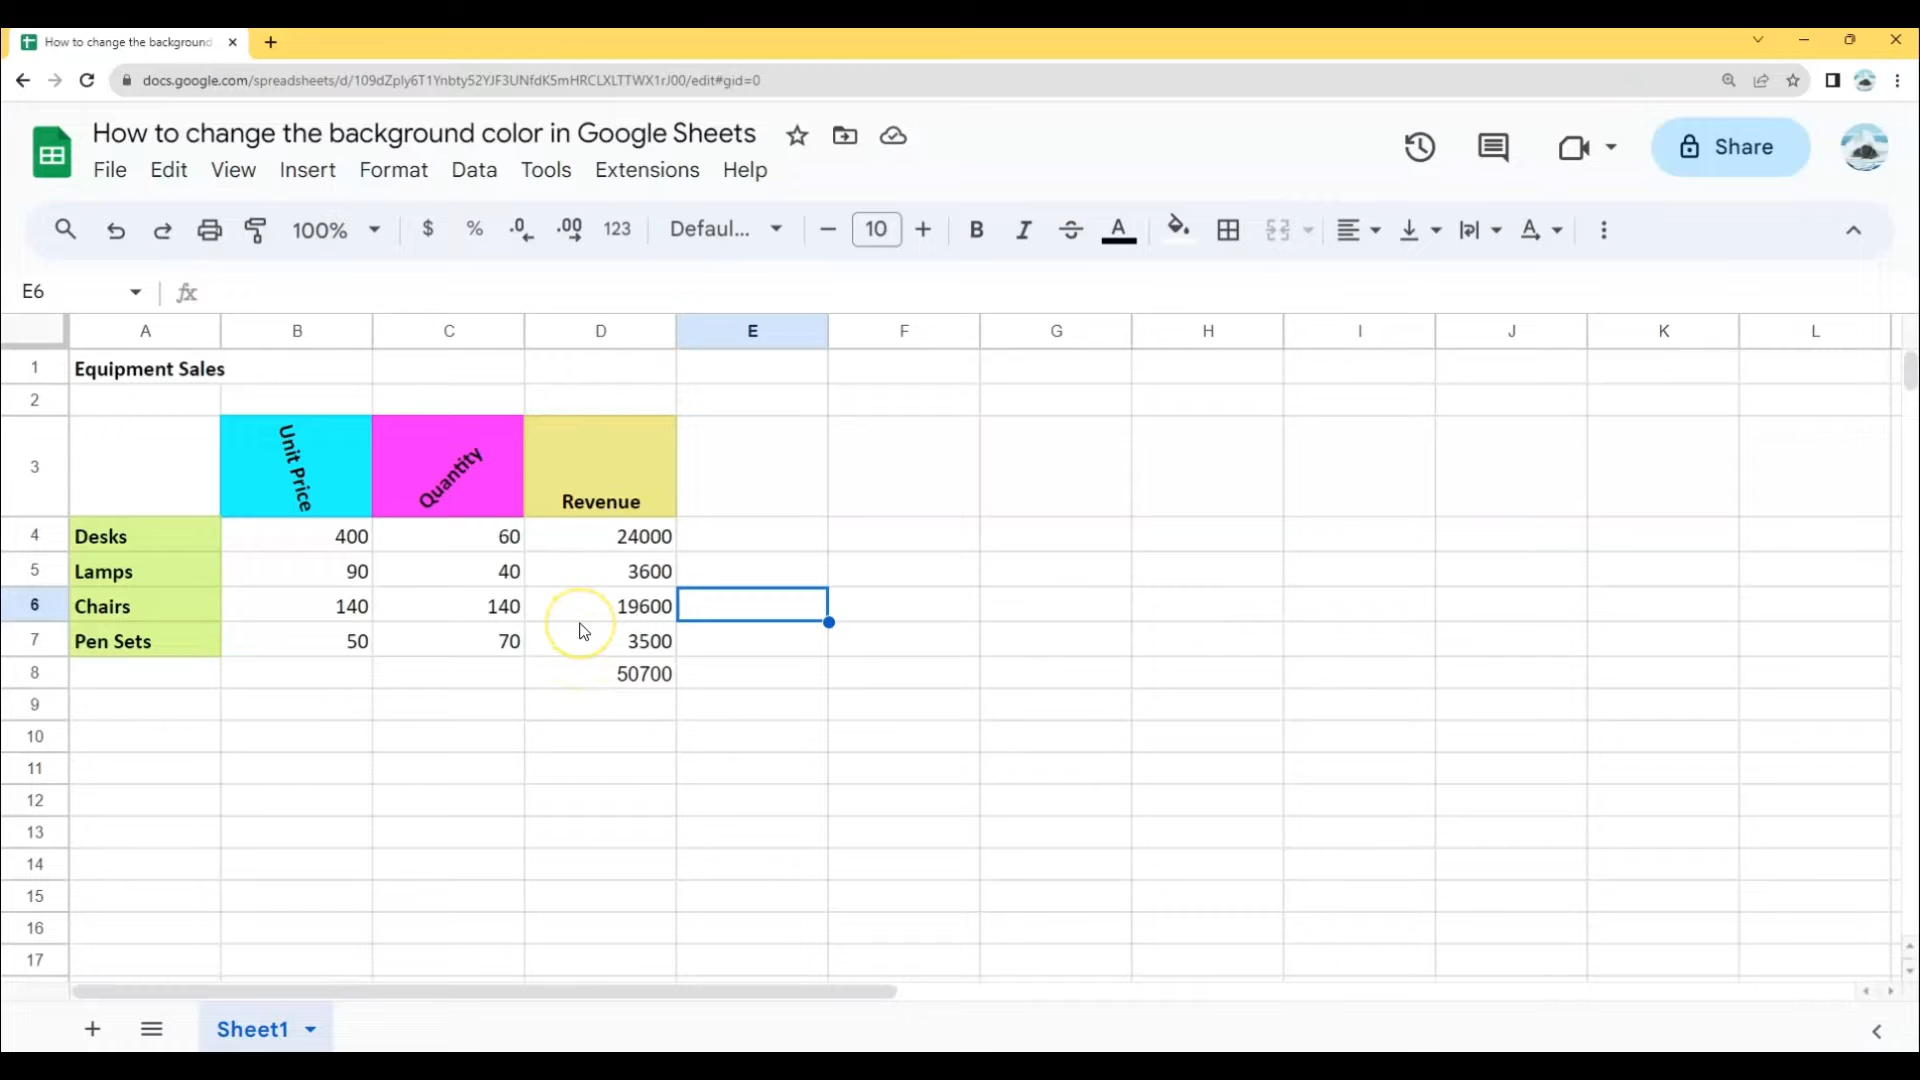 How to change the background
docs.google.com/spreadsheets/d/109dZply6T1Ynbty52YJF3UNfdK5mHRCLXLTTWX1rJ00/edit#gid=0
How to change the background color in Google Sheets
Share
File Edit View Insert Format Data Tools Extensions Help
100% $ % .0 .00 123 Defaul... 10 B I S A A
E6 fx
A B C D E F G H I J K L
1 Equipment Sales
2
3 Unit Price Quantity Revenue
4 Desks 400 60 24000
5 Lamps 90 40 3600
6 Chairs 140 140 19600
7 Pen Sets 50 70 3500
8 50700
9
10
11
12
13
14
15
16
17
Sheet1